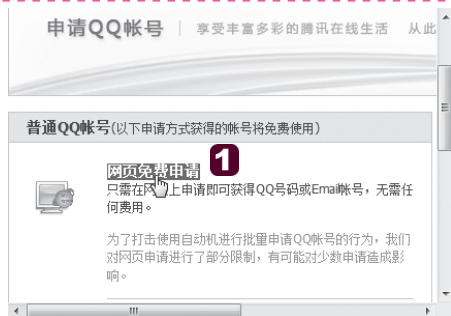 申请QQ帐号 | 享受丰富多彩的腾讯在线生活 从此
普通QQ帐号(以下申请方式获得的帐号将免费使用)
网页免费申请 1
只需在网页上申请即可获得QQ号码或Email帐号，无需任
何费用。
为了打击使用自动机进行批量申请QQ帐号的行为，我们
对网页申请进行了部分限制，有可能对少数申请造成影
响。